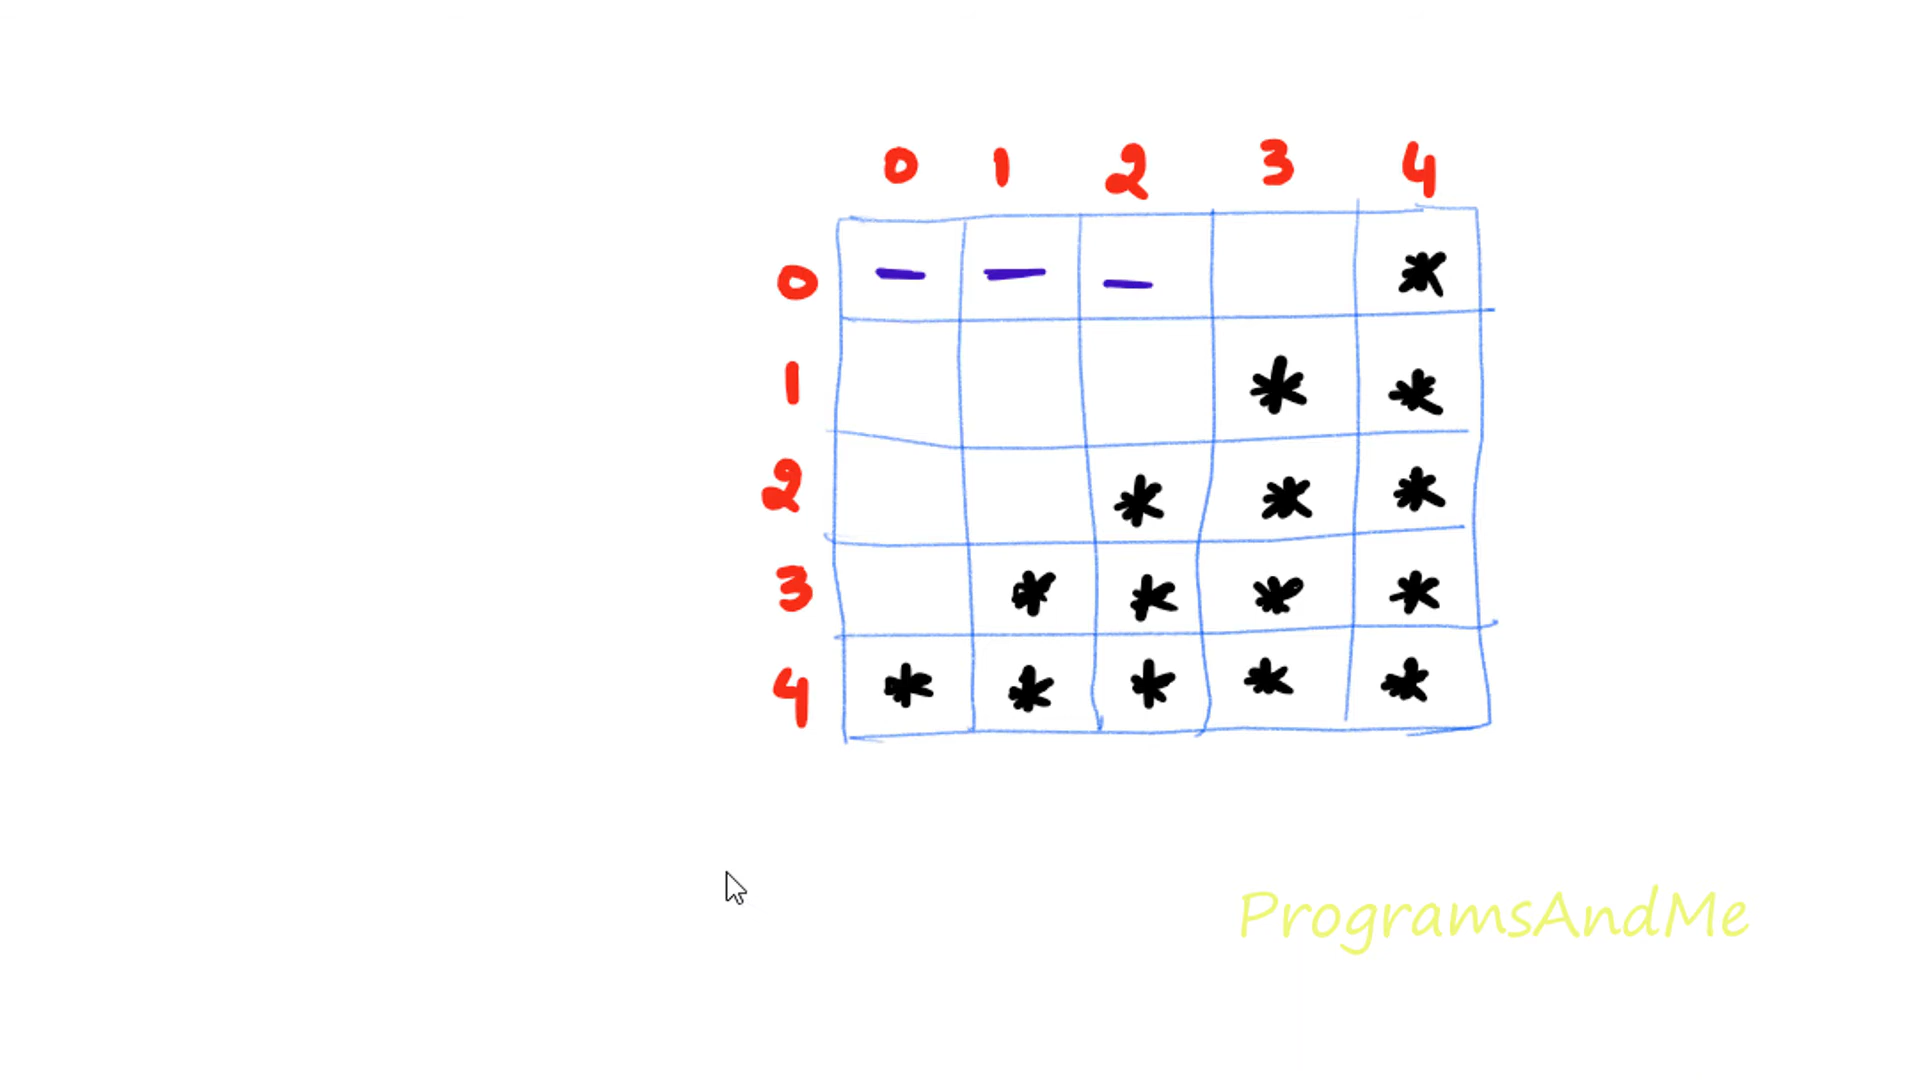 0 1 2 3 4
0 — — — *
1 * *
2 * * *
3 * * * *
4 * * * * *
ProgramsAndMe